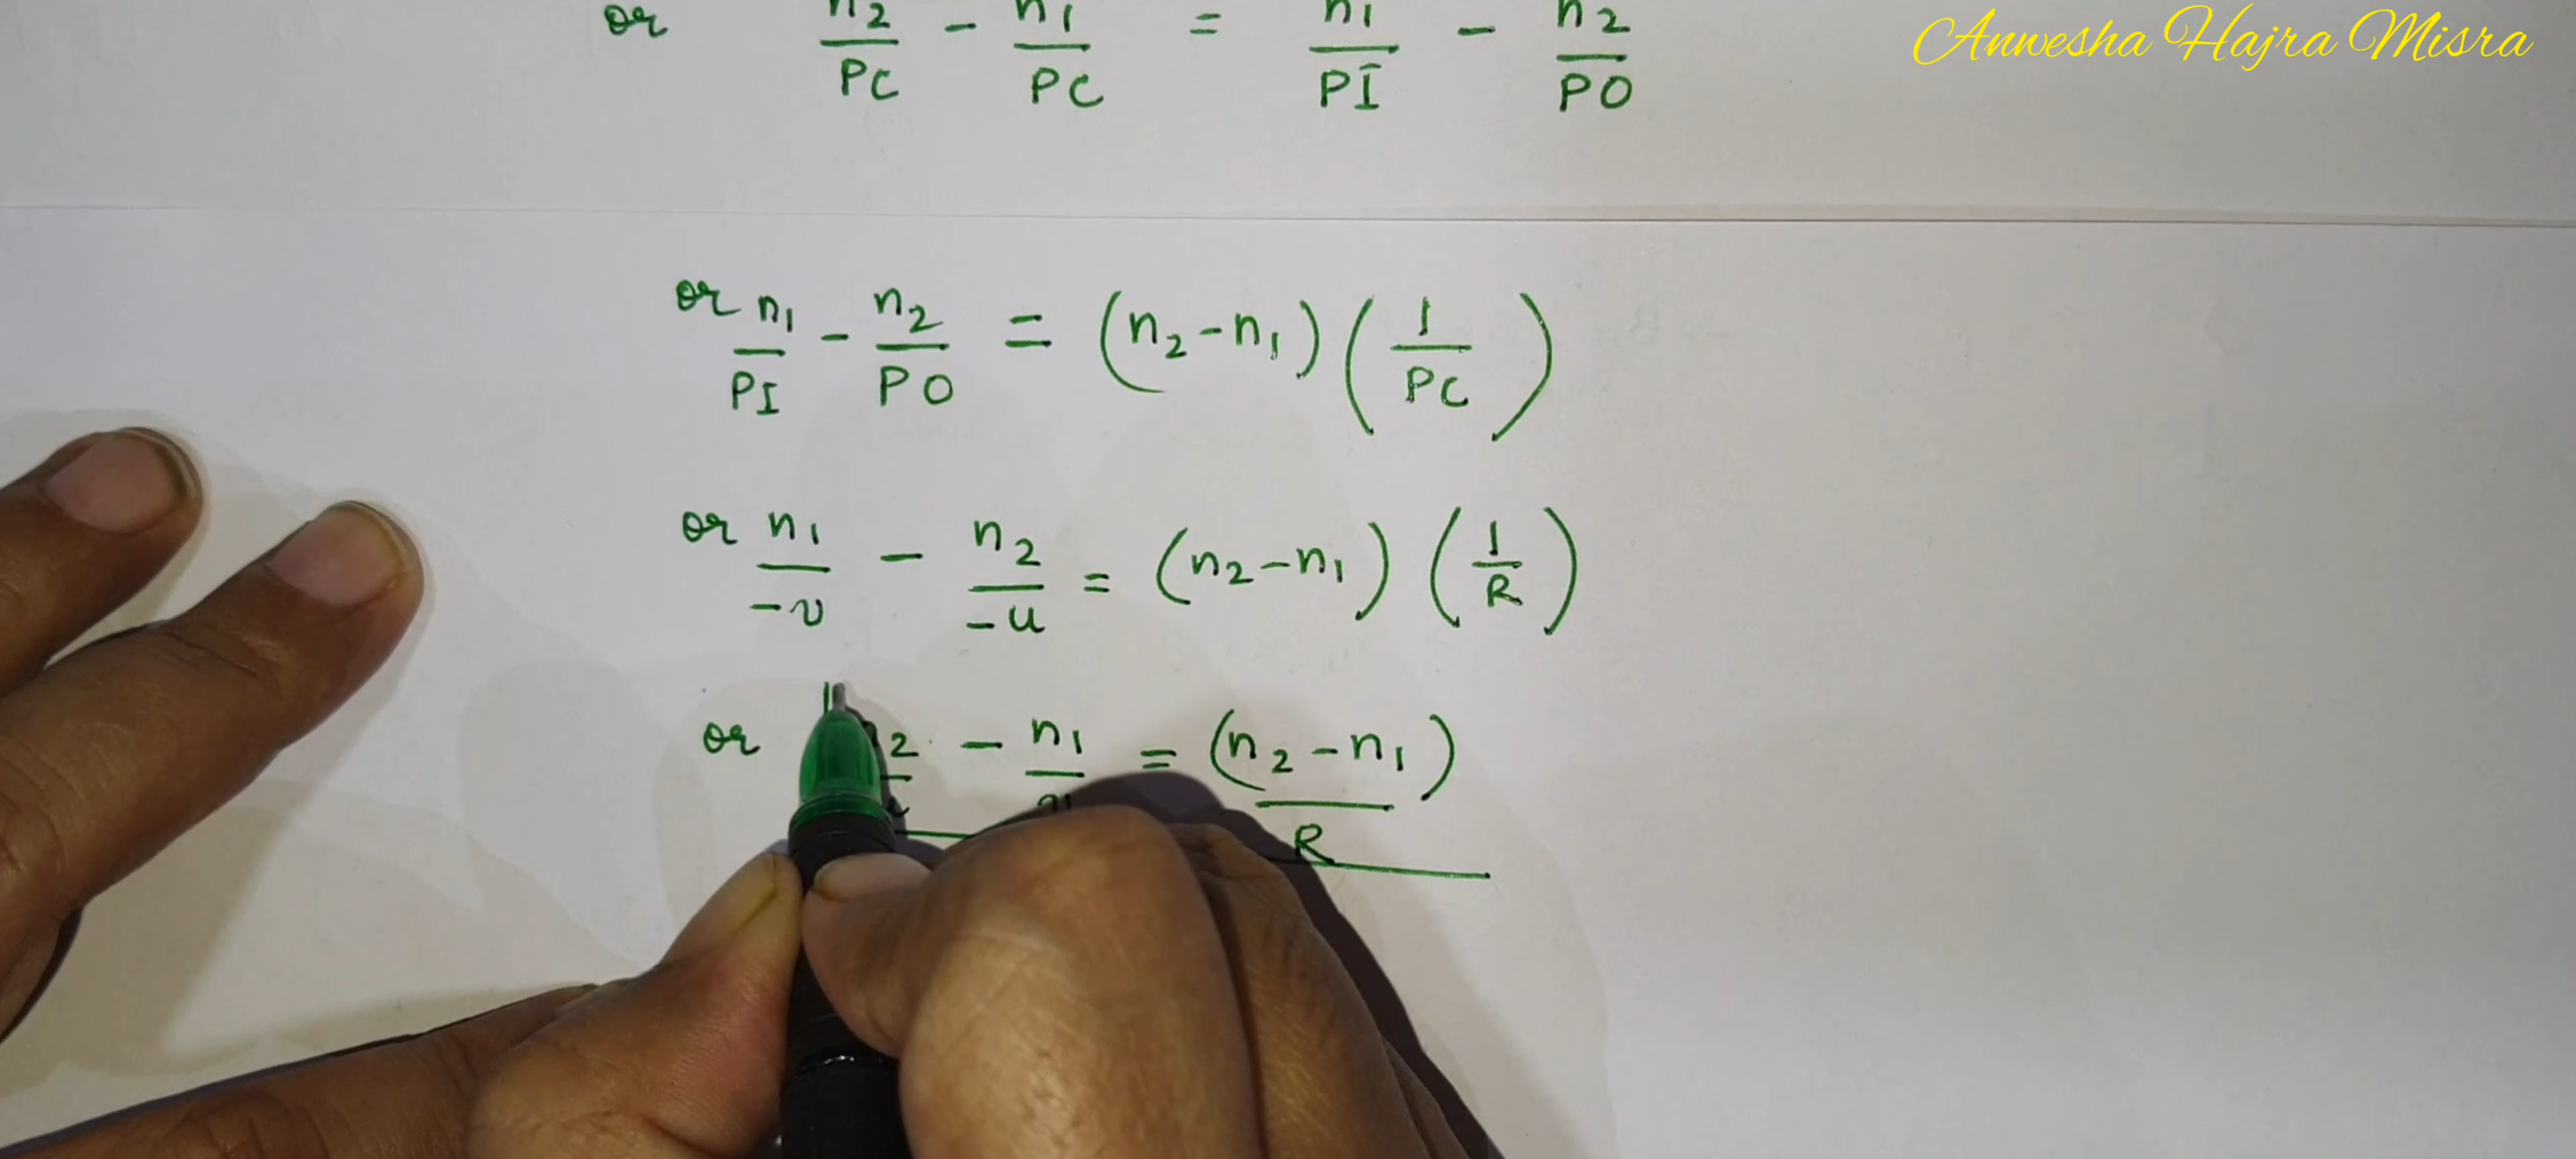 Anwesha Hajra Misra
or n2/PC - n1/PC = n1/PI - n2/PO
or n1/PI - n2/PO = (n2-n1)(1/PC)
or n1/-v - n2/-u = (n2-n1)(1/R)
or 2 - n1 = (n2-n1)/R